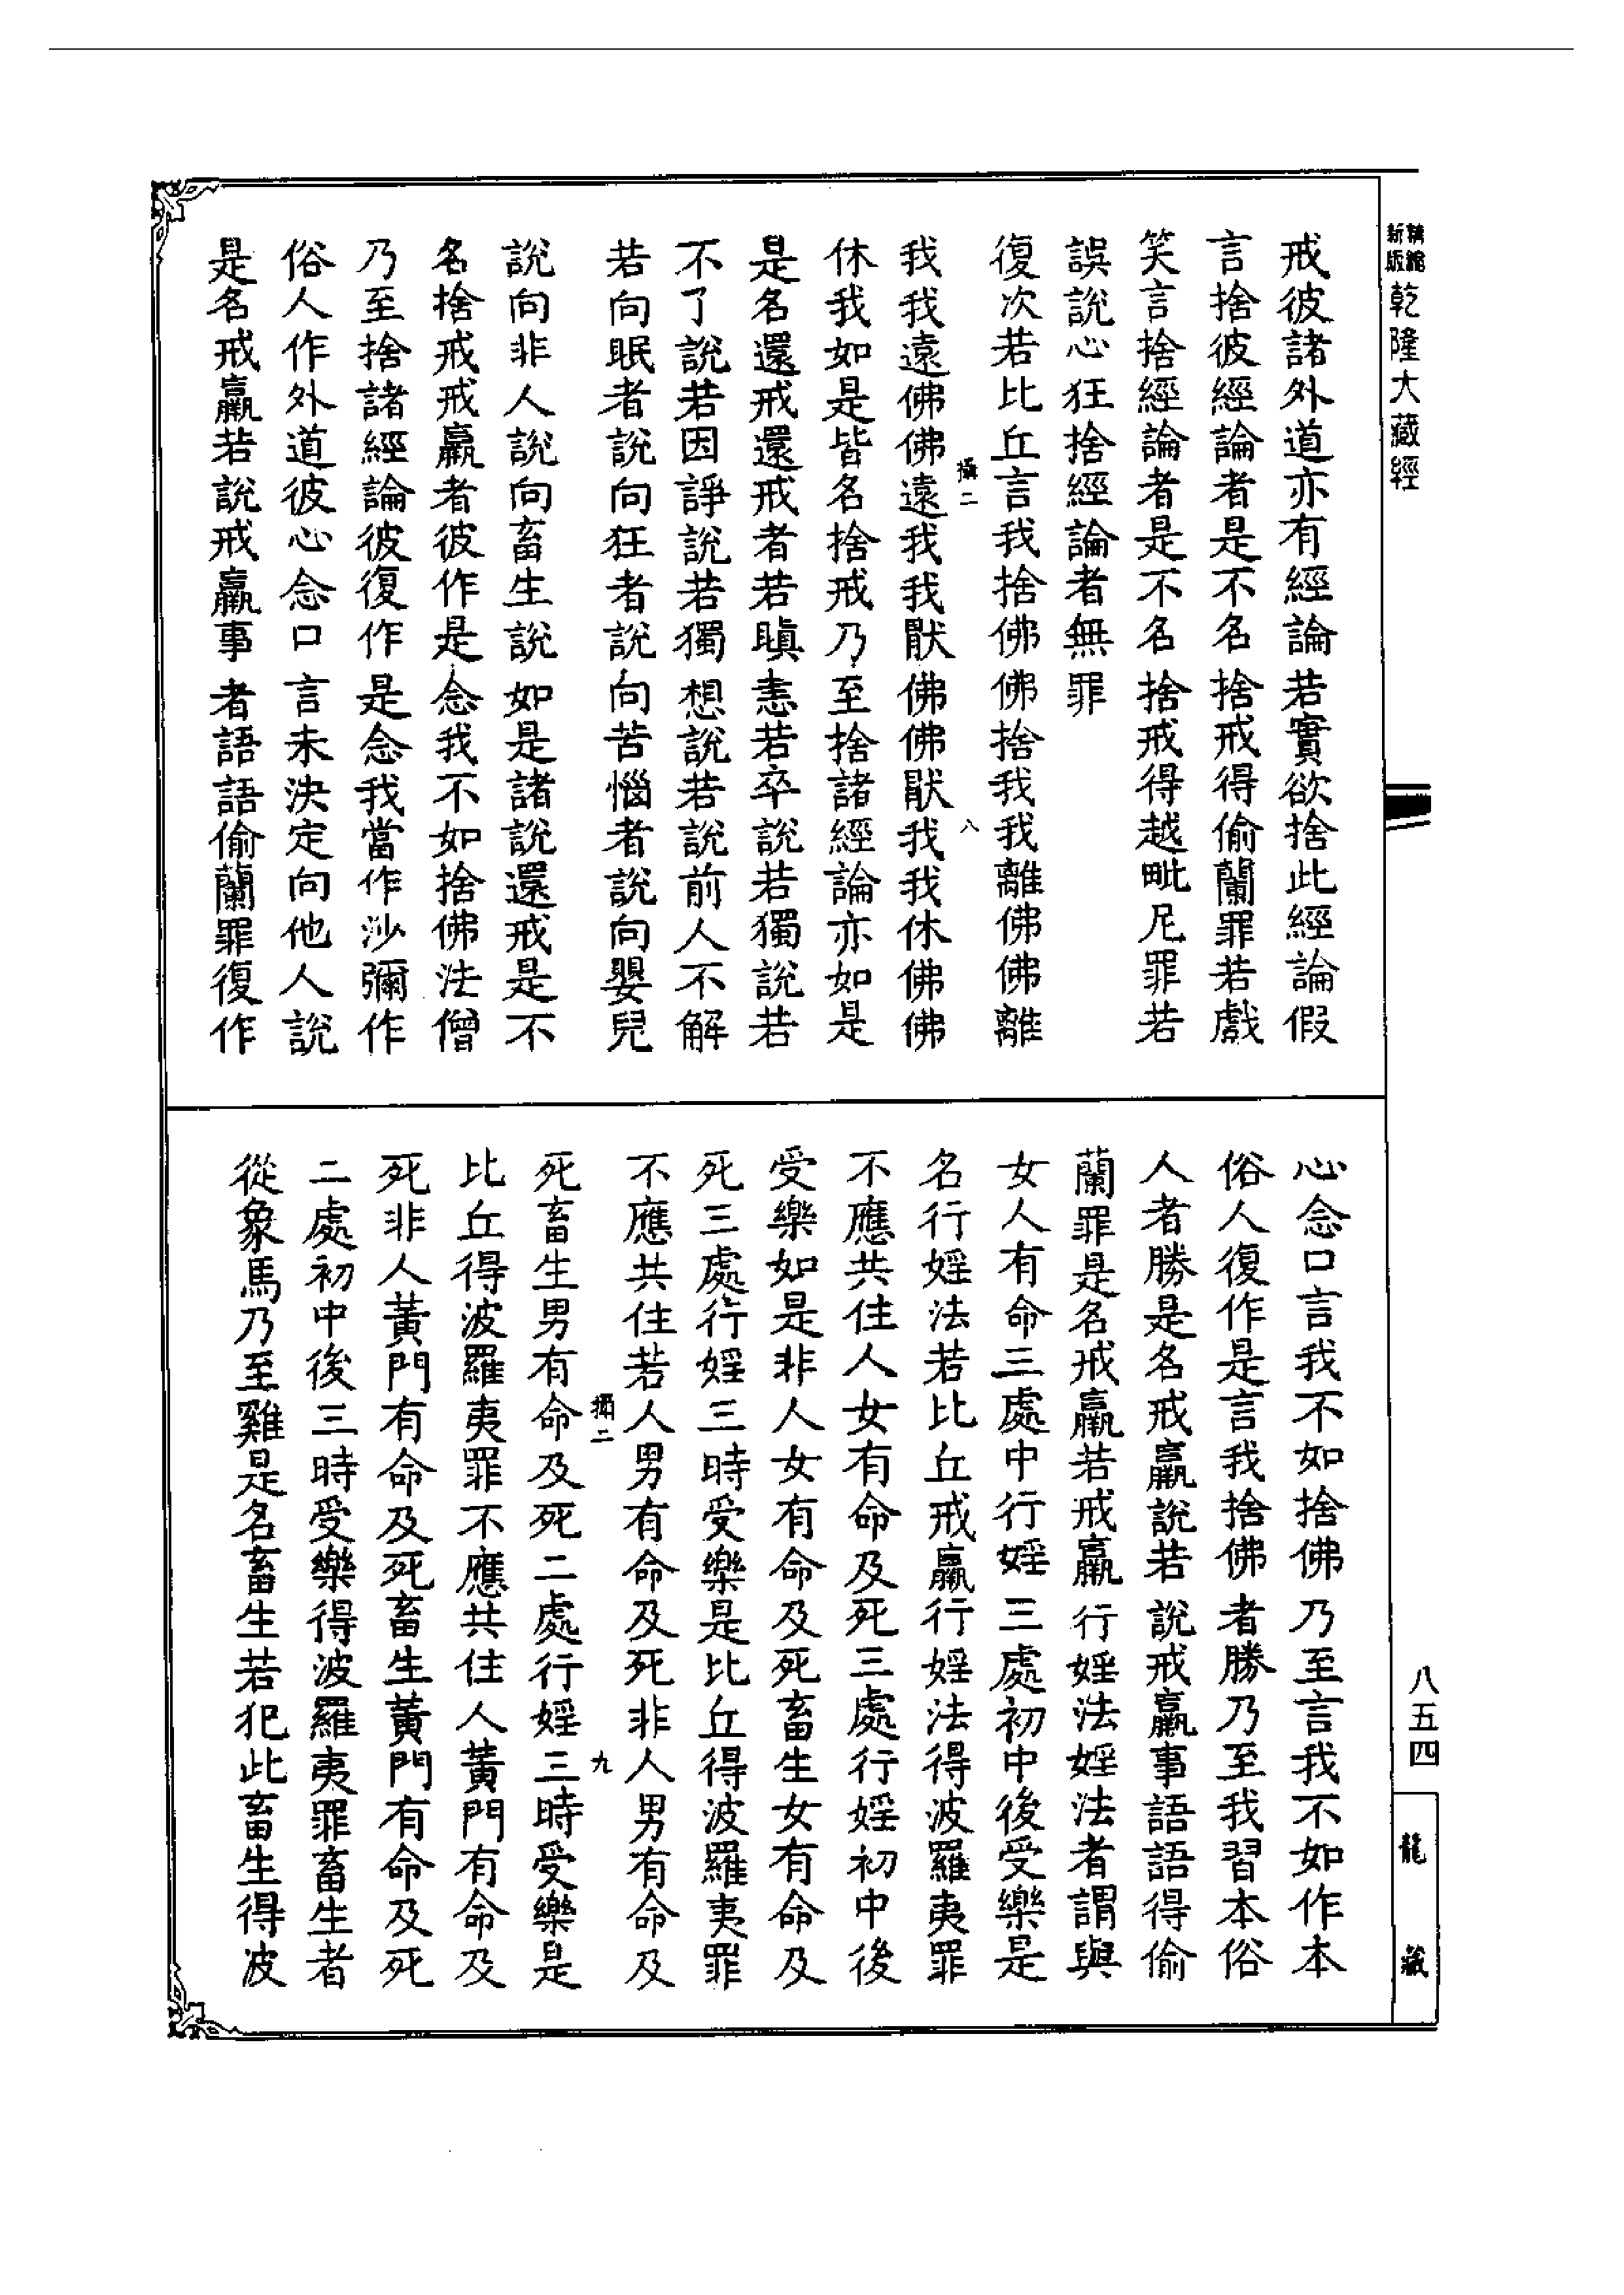 精縮新版 乾隆大藏經
戒彼諸外道亦有經論若實欲捨此經論假
言捨彼經論者是不名捨戒得偷蘭罪若戲
笑言捨經論者是不名捨戒得越毗尼罪若
誤說心狂捨經論者無罪
復次若比丘言我捨佛佛捨我我離佛佛離
攝二 八
我我遠佛佛遠我我猒佛佛猒我我休佛佛
休我如是皆名捨戒乃至捨諸經論亦如是
是名還戒還戒者若瞋恚若卒說若獨說若
不了說若因諍說若獨想說若說前人不解
若向眠者說向狂者說向苦惱者說向嬰兒
說向非人說向畜生說如是諸說還戒是不
名捨戒戒羸者彼作是念我不如捨佛法僧
乃至捨諸經論彼復作是念我當作沙彌作
俗人作外道彼心念口言未決定向他人說
是名戒羸若說戒羸事者語語偷蘭罪復作
心念口言我不如捨佛乃至言我不如作本
俗人復作是言我捨佛者勝乃至我習本俗
人者勝是名戒羸說若說戒羸事語語得偷
蘭罪是名戒羸若戒羸行婬法婬法者謂與
女人有命三處中行婬三處初中後受樂是
名行婬法若比丘戒羸行婬法得波羅夷罪
不應共住人女有命及死三處行婬初中後
受樂如是非人女有命及死畜生女有命及
死三處行婬三時受樂是比丘得波羅夷罪
不應共住若人男有命及死非人男有命及
攝二 九
死畜生男有命及死二處行婬三時受樂是
比丘得波羅夷罪不應共住人黃門有命及
死非人黃門有命及死畜生黃門有命及死
二處初中後三時受樂得波羅夷罪畜生者
從象馬乃至雞是名畜生若犯此畜生得波
八五四
龍藏